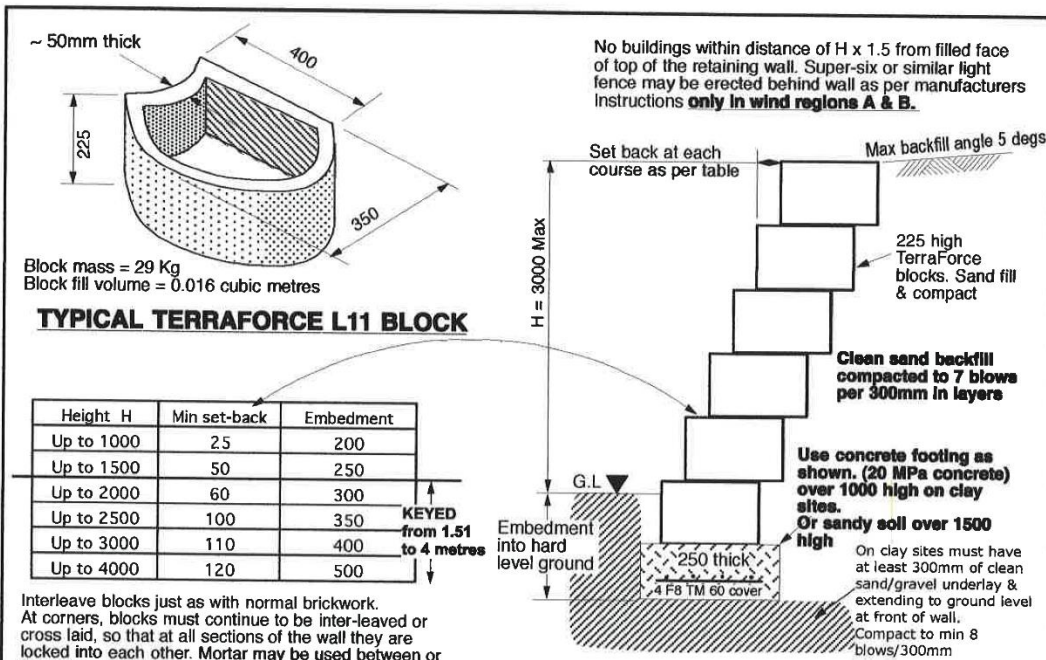 ~ 50mm thick
400
225
350
Block mass = 29 Kg
Block fill volume = 0.016 cubic metres
TYPICAL TERRAFORCE L11 BLOCK
No buildings within distance of H x 1.5 from filled face
of top of the retaining wall. Super-six or similar light
fence may be erected behind wall as per manufacturers
Instructions only in wind regions A & B.
Set back at each
course as per table
Max backfill angle 5 degs
H = 3000 Max
225 high
TerraForce
blocks. Sand fill
& compact
Clean sand backfill
compacted to 7 blows
per 300mm in layers
Height H Min set-back Embedment
Up to 1000 25 200
Up to 1500 50 250
Up to 2000 60 300
Up to 2500 100 350
Up to 3000 110 400
Up to 4000 120 500
KEYED
from 1.51
to 4 metres
G.L
Embedment
into hard
level ground
250 thick
4 F8 TM 60 cover
Use concrete footing as
shown. (20 MPa concrete)
over 1000 high on clay
sites.
Or sandy soil over 1500
high
On clay sites must have
at least 300mm of clean
sand/gravel underlay &
extending to ground level
at front of wall.
Compact to min 8
blows/300mm
Interleave blocks just as with normal brickwork.
At corners, blocks must continue to be inter-leaved or
cross laid, so that at all sections of the wall they are
locked into each other. Mortar may be used between or